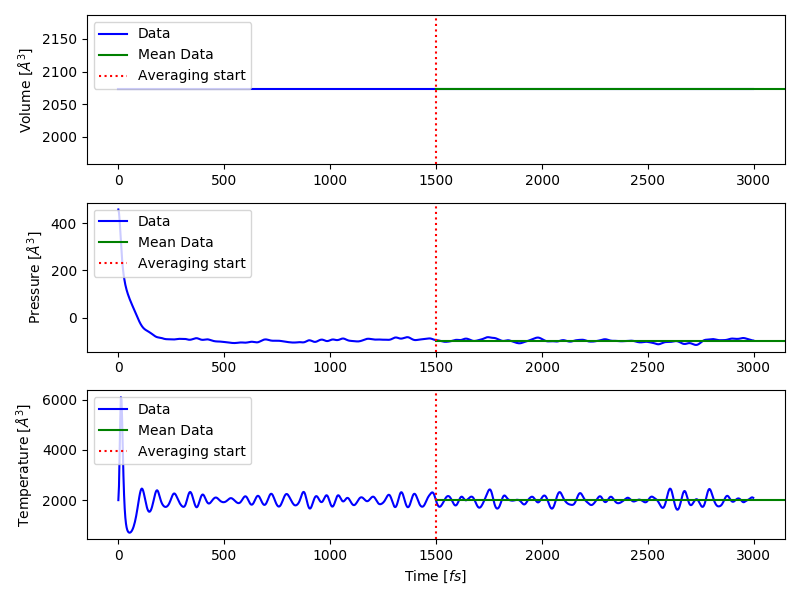 Volume [Å³]
2150
2100
2050
2000
Data
Mean Data
Averaging start
0 500 1000 1500 2000 2500 3000
Pressure [Å³]
400
200
0
Data
Mean Data
Averaging start
0 500 1000 1500 2000 2500 3000
Temperature [Å³]
6000
4000
2000
Data
Mean Data
Averaging start
0 500 1000 1500 2000 2500 3000
Time [fs]